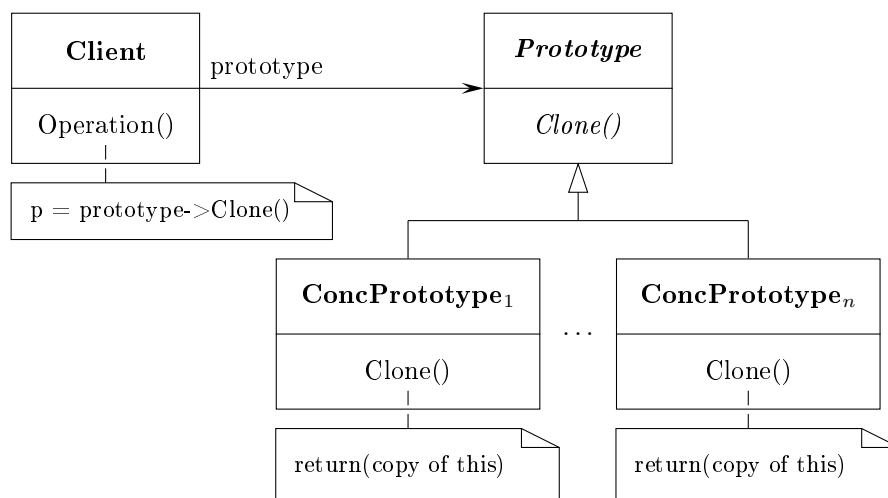 Client
prototype
Prototype
Operation()
Clone()
p = prototype->Clone()
ConcPrototype₁
ConcPrototypeₙ
...
Clone()
Clone()
return(copy of this)
return(copy of this)